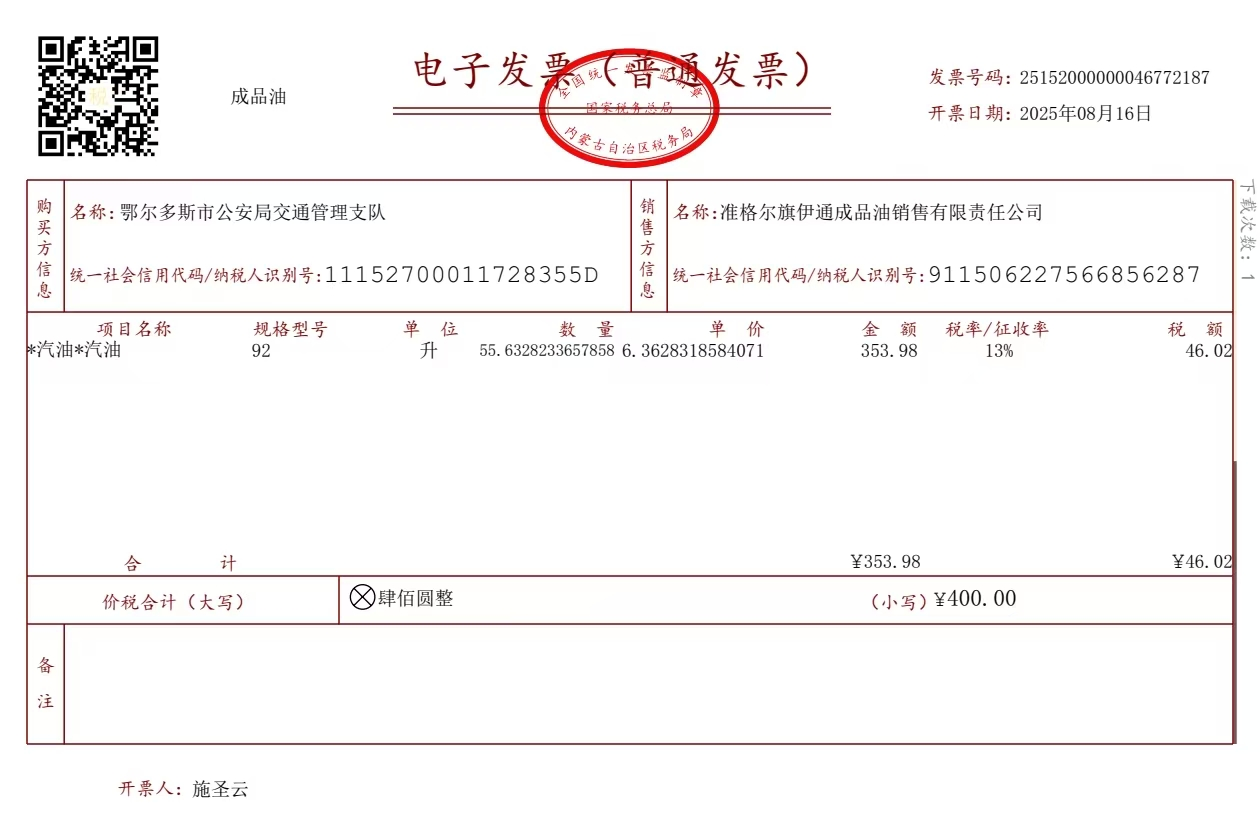 电子发票（普通发票）
成品油
税
全国统一发票监制章
国家税务总局
内蒙古自治区税务局
发票号码：25152000000046772187
开票日期：2025年08月16日
下载次数：1
购买方信息
名称：鄂尔多斯市公安局交通管理支队
统一社会信用代码/纳税人识别号：11152700011728355D
销售方信息
名称：准格尔旗伊通成品油销售有限责任公司
统一社会信用代码/纳税人识别号：911506227566856287
项目名称 规格型号 单位 数量 单价 金额 税率/征收率 税额
*汽油*汽油 92 升 55.6328233657858 6.3628318584071 353.98 13% 46.02
合计 ¥353.98 ¥46.02
价税合计（大写） 肆佰圆整 （小写）¥400.00
备注
开票人：施圣云